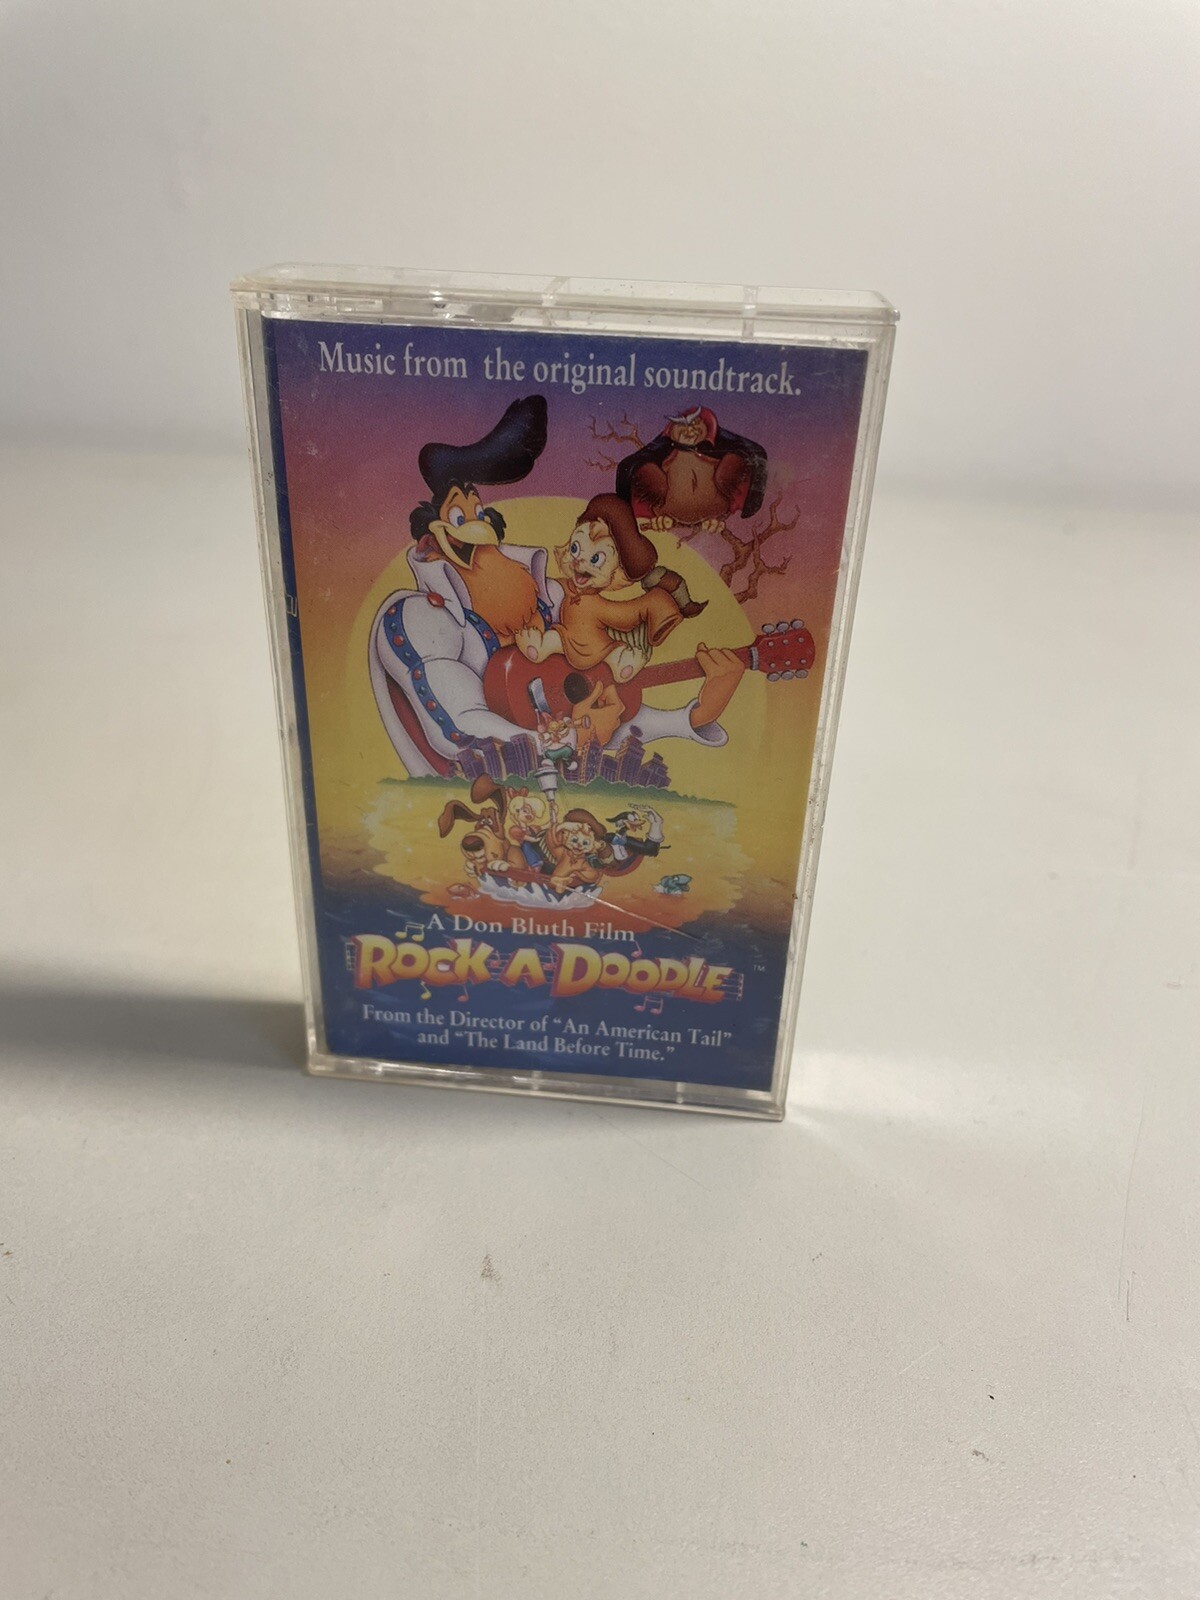 Music from the original soundtrack.
A Don Bluth Film
ROCK A DOODLE™
From the Director of "An American Tail"
and "The Land Before Time."